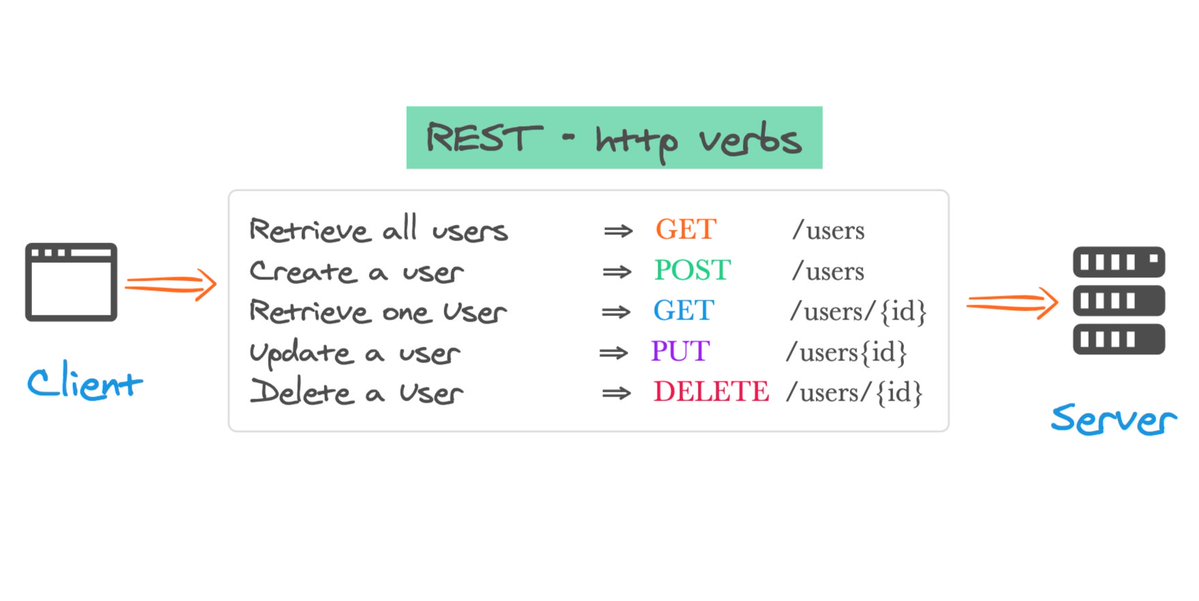 REST - http verbs
Retrieve all users ⇒ GET /users
Create a user ⇒ POST /users
Retrieve one User ⇒ GET /users/{id}
Update a user ⇒ PUT /users{id}
Delete a User ⇒ DELETE /users/{id}
Client
Server